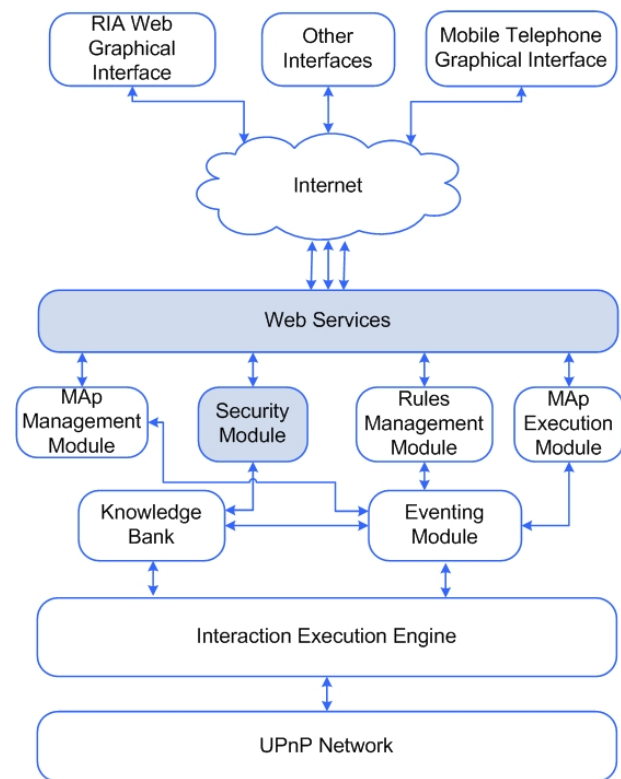 RIA Web
Graphical
Interface
Other
Interfaces
Mobile Telephone
Graphical Interface
Internet
Web Services
MAp
Management
Module
Security
Module
Rules
Management
Module
MAp
Execution
Module
Knowledge
Bank
Eventing
Module
Interaction Execution Engine
UPnP Network